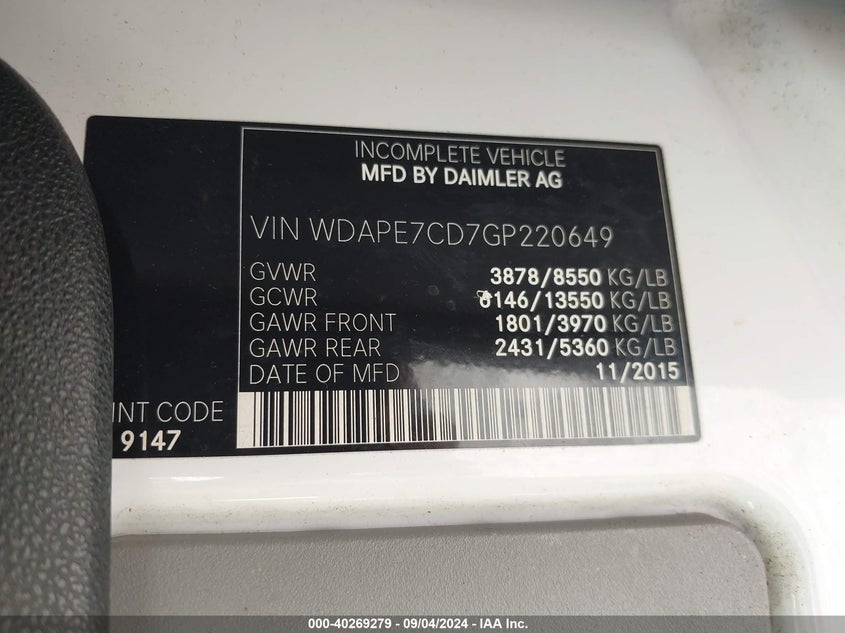 INCOMPLETE VEHICLE
MFD BY DAIMLER AG
VIN WDAPE7CD7GP220649
GVWR 3878/8550 KG/LB
GCWR 6146/13550 KG/LB
GAWR FRONT 1801/3970 KG/LB
GAWR REAR 2431/5360 KG/LB
DATE OF MFD 11/2015
INT CODE
9147
000-40269279 - 09/04/2024 - IAA Inc.